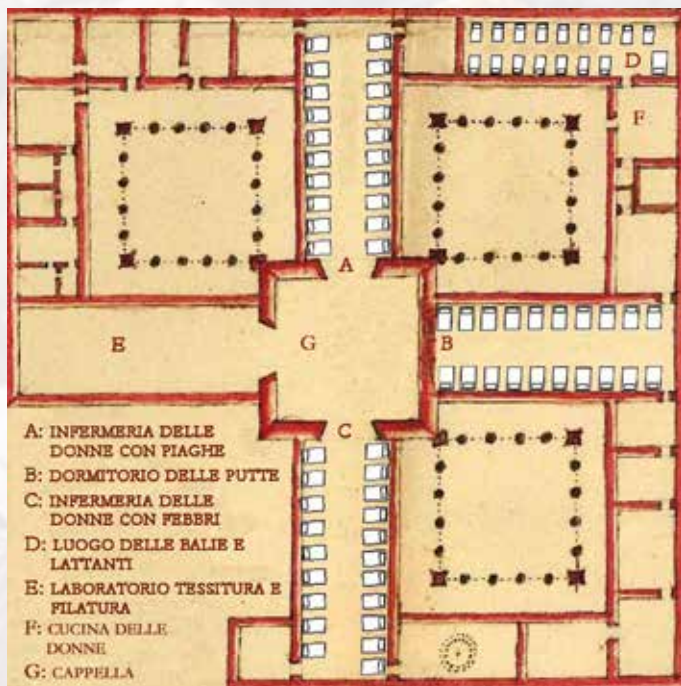 D
F
A
E
G
B
C
A: INFERMERIA DELLE
DONNE CON PIAGHE
B: DORMITORIO DELLE PUTTE
C: INFERMERIA DELLE
DONNE CON FEBBRI
D: LUOGO DELLE BALIE E
LATTANTI
E: LABORATORIO TESSITURA E
FILATURA
F: CUCINA DELLE
DONNE
G: CAPPELLA